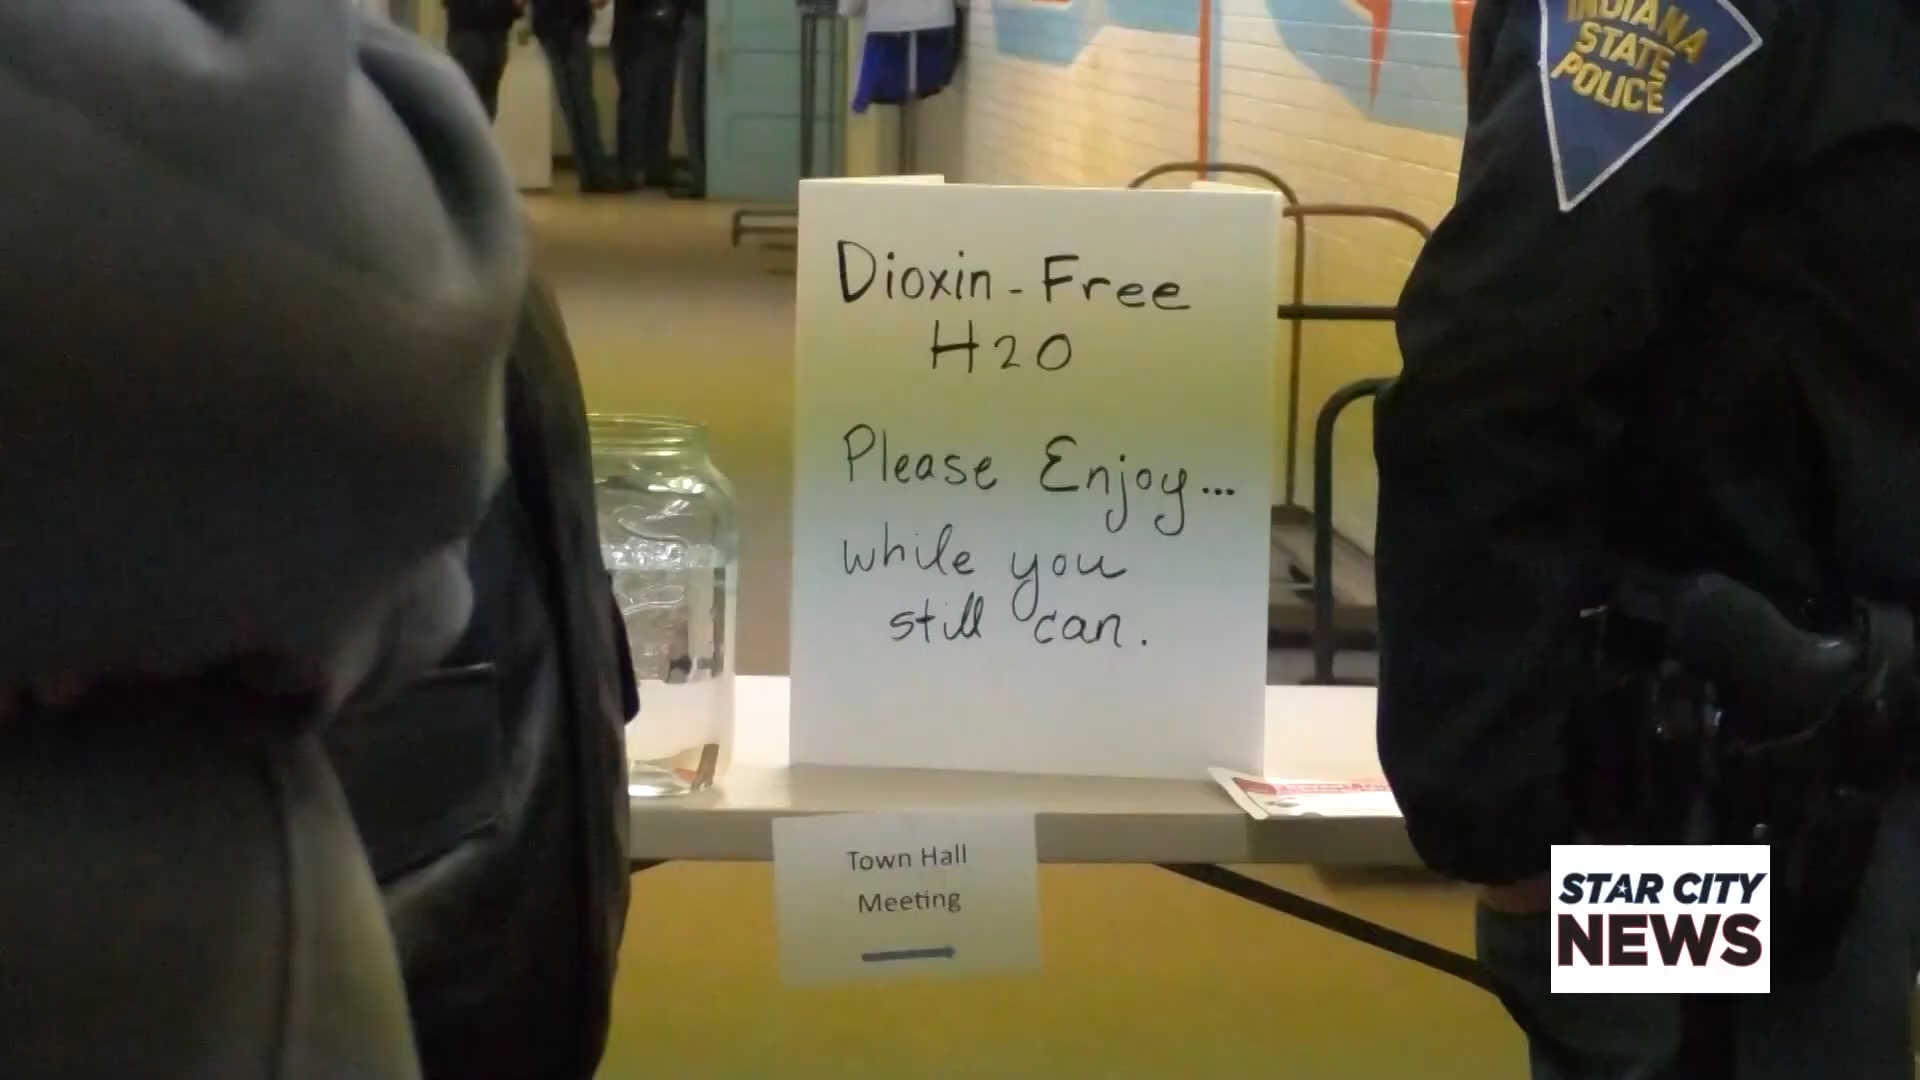 INDIANA
STATE
POLICE
Dioxin-Free
H2O
Please Enjoy...
while you
still can.
Town Hall
Meeting
STAR CITY
NEWS